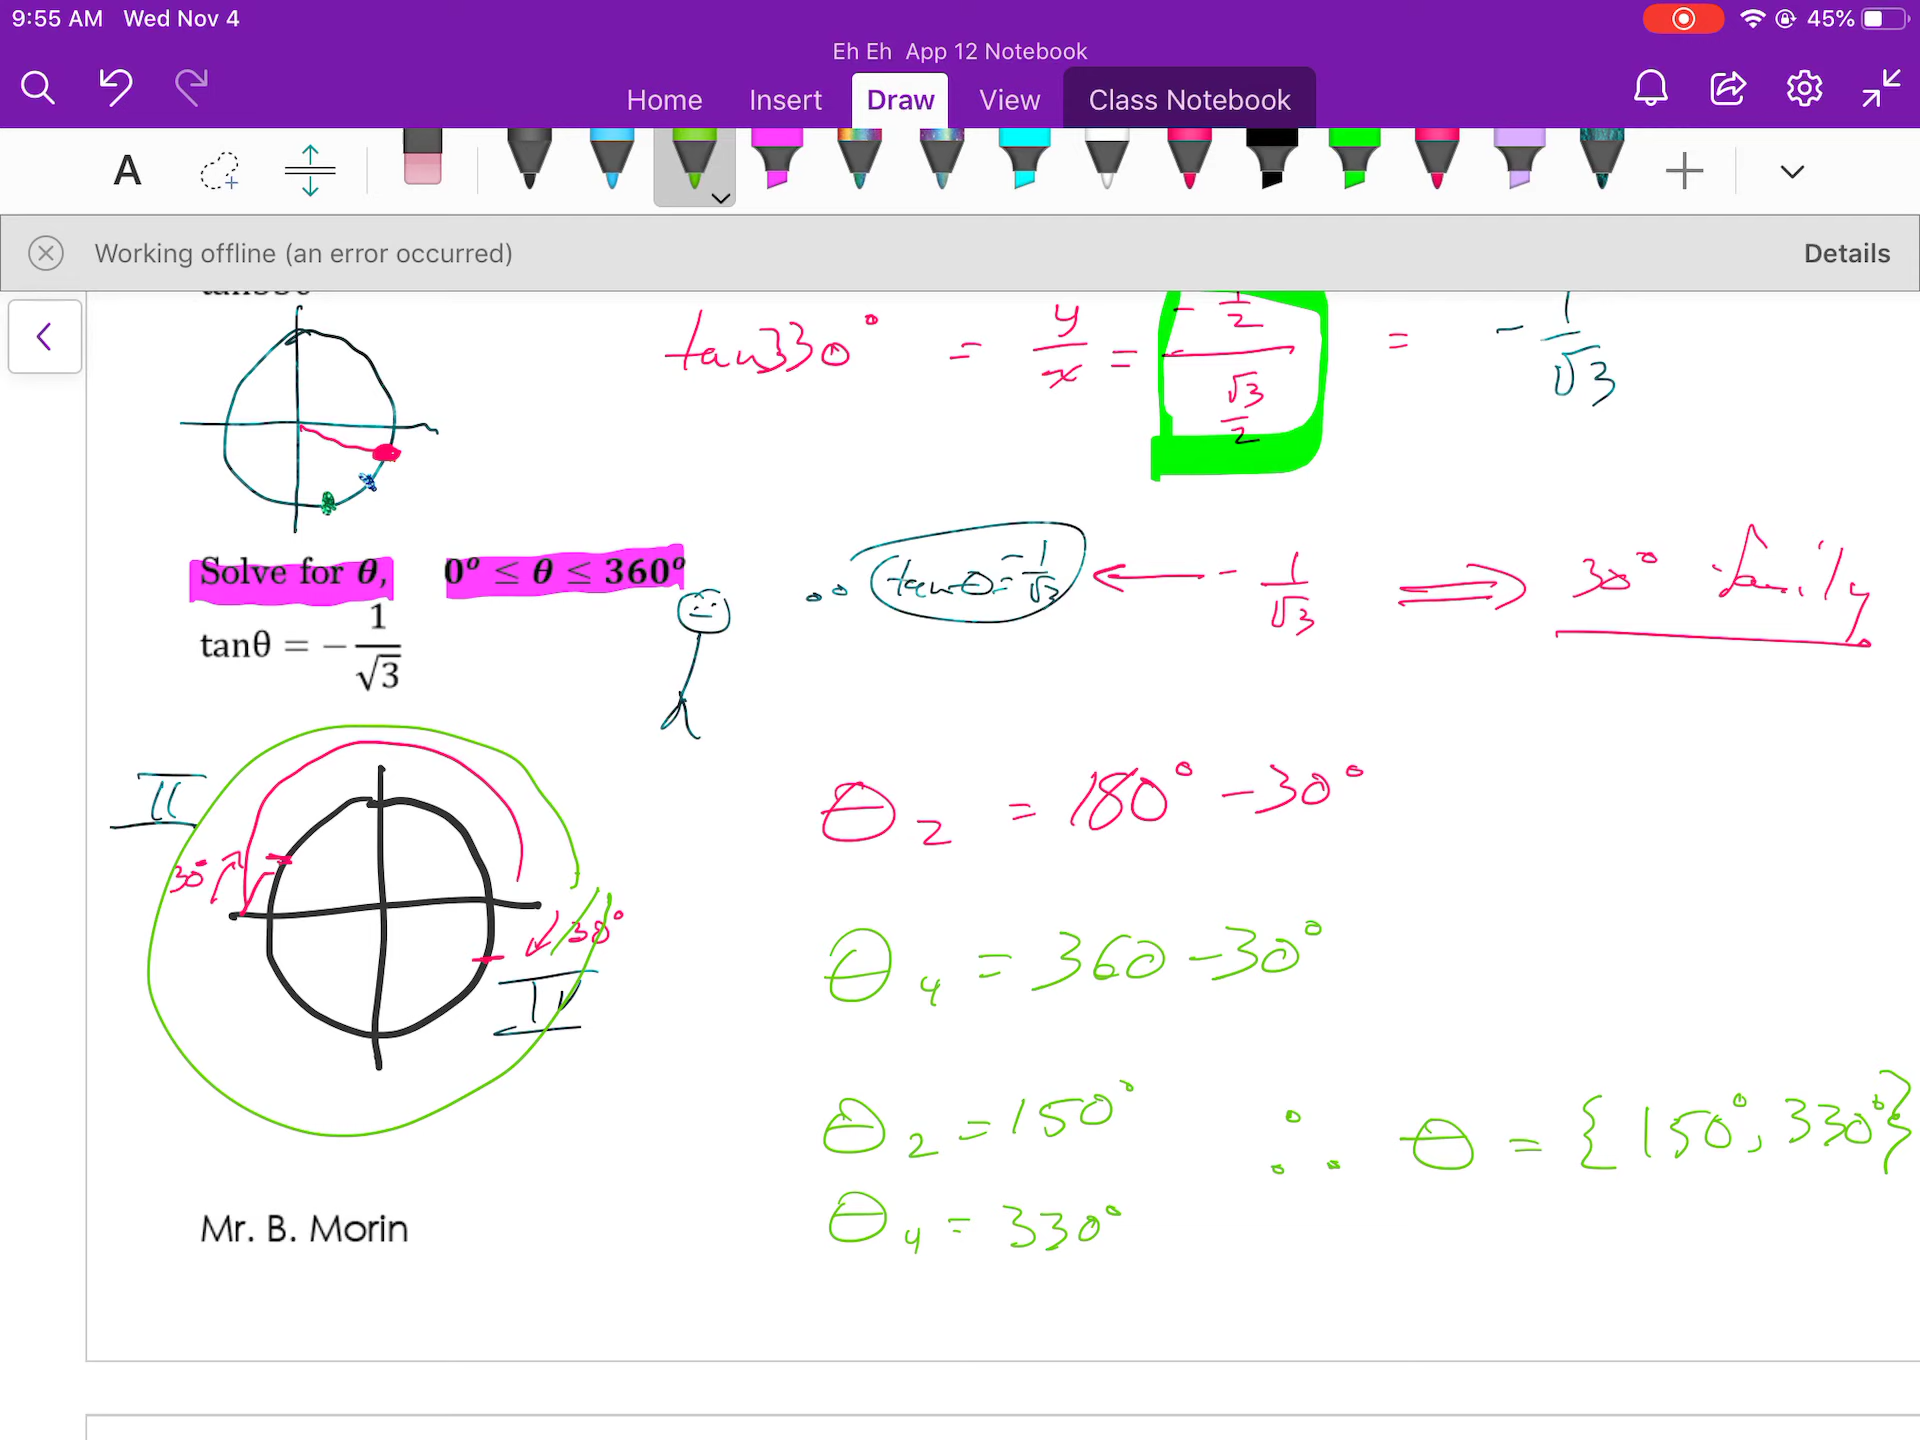 9:55 AM Wed Nov 4
45%
Eh Eh App 12 Notebook
Home Insert Draw View Class Notebook
A
Working offline (an error occurred) Details
tan330° = y/x = (-1/2)/(√3/2) = -1/√3
Solve for θ, 0° ≤ θ ≤ 360°
∴ tanθ = -1/√3 ← -1/√3 ⇒ 30° family
tanθ = -1/√3
II
30°
30°
IV
θ2 = 180° - 30°
θ4 = 360 - 30°
θ2 = 150° ∴ θ = {150°, 330°}
θ4 = 330°
Mr. B. Morin